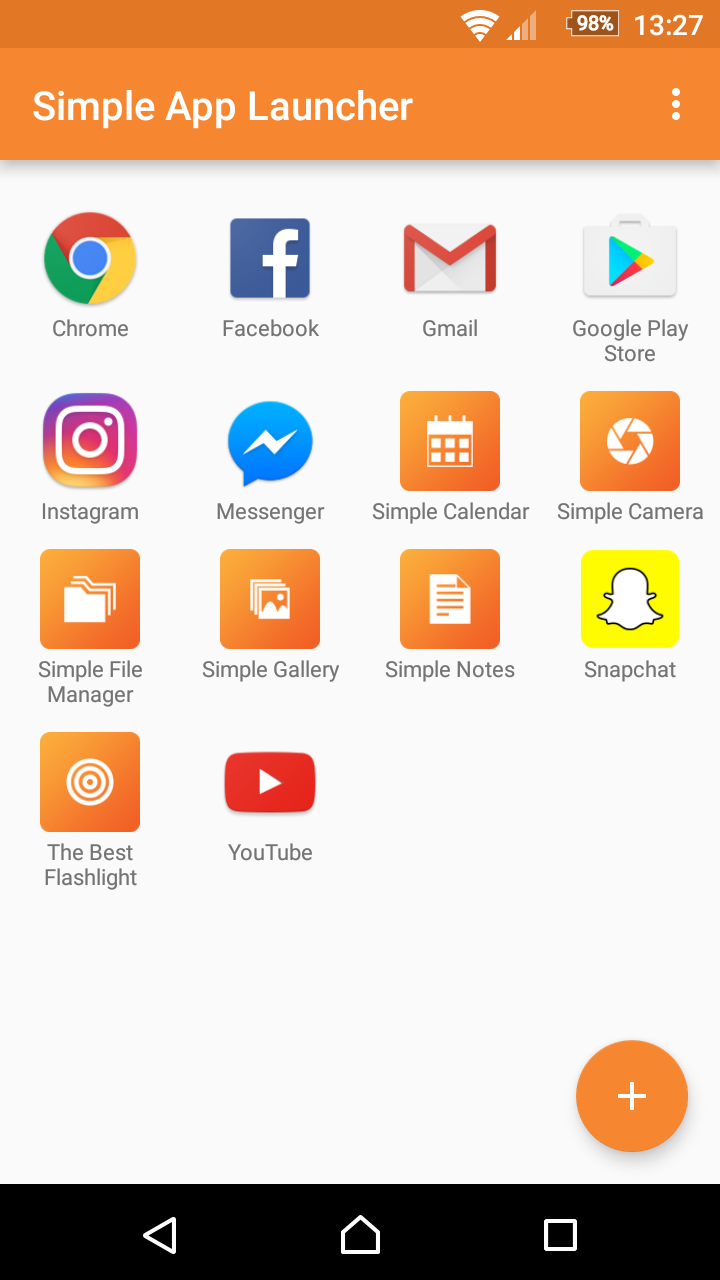 98% 13:27
Simple App Launcher
Chrome
Facebook
Gmail
Google Play
Store
Instagram
Messenger
Simple Calendar
Simple Camera
Simple File
Manager
Simple Gallery
Simple Notes
Snapchat
The Best
Flashlight
YouTube